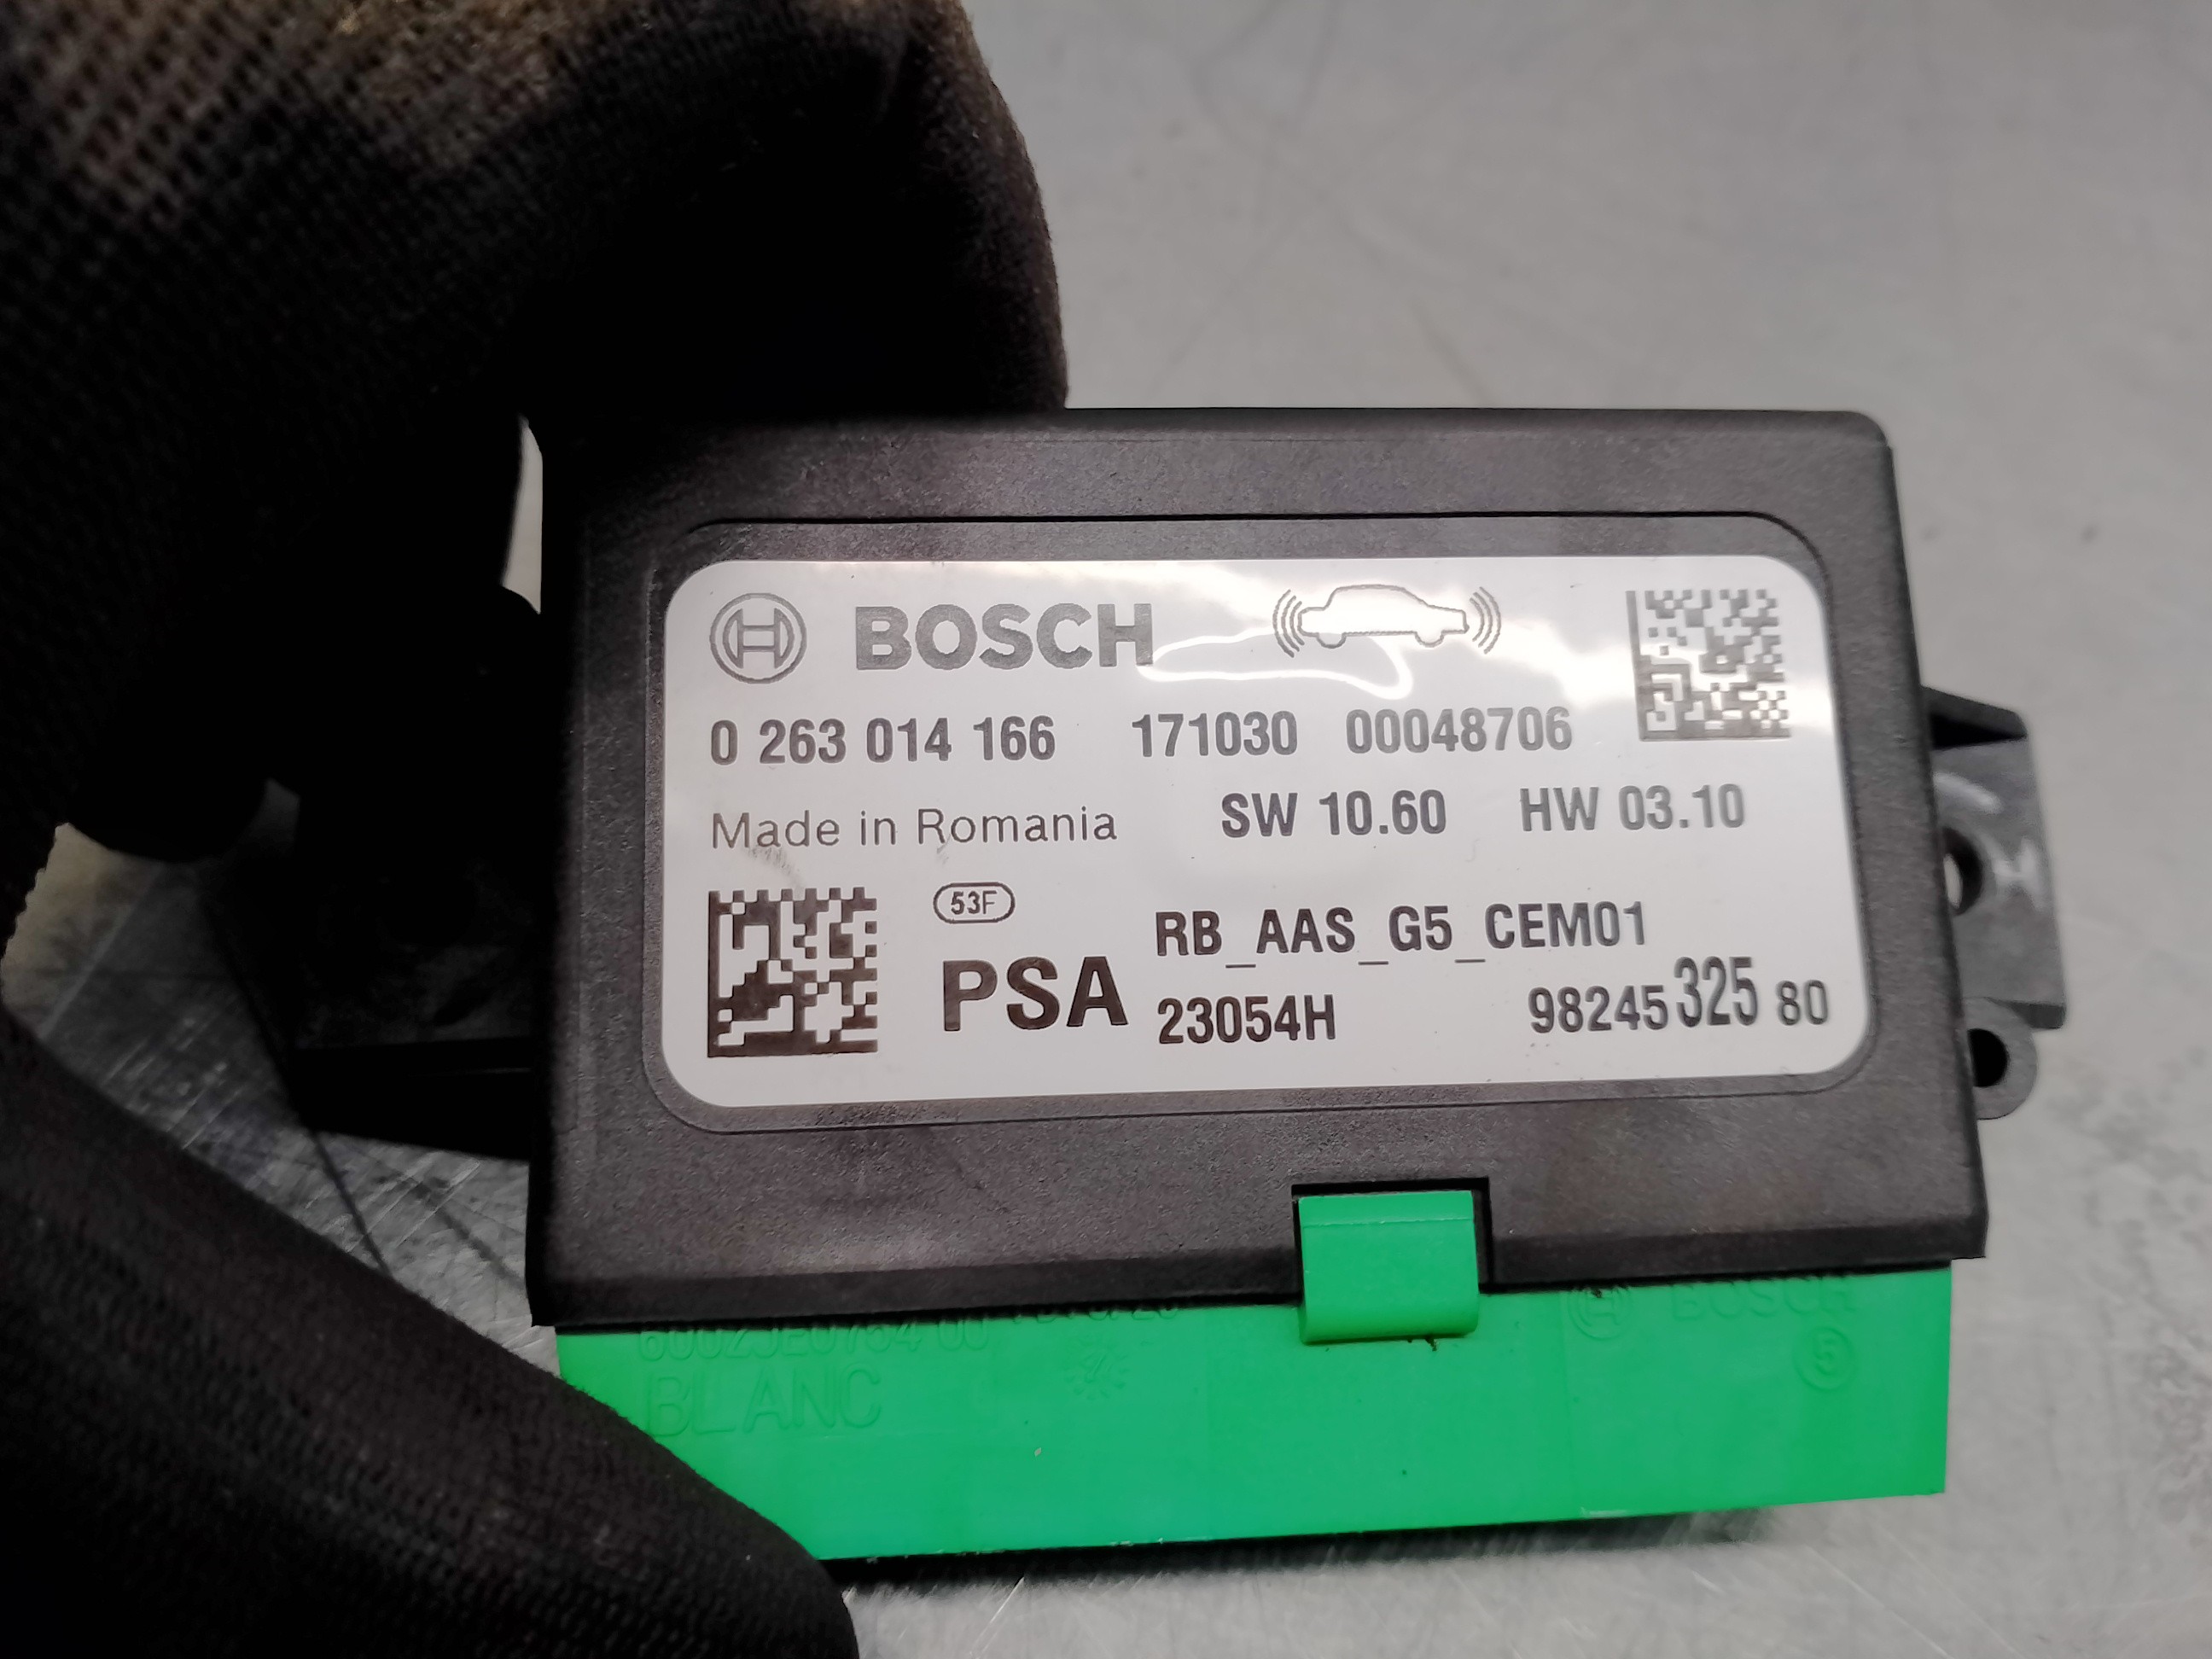 BOSCH
0 263 014 166 171030 00048706
Made in Romania SW 10.60 HW 03.10
53F
RB_AAS_G5_CEM01
PSA 23054H 98245 325 80
BOSCH
5
BLANC